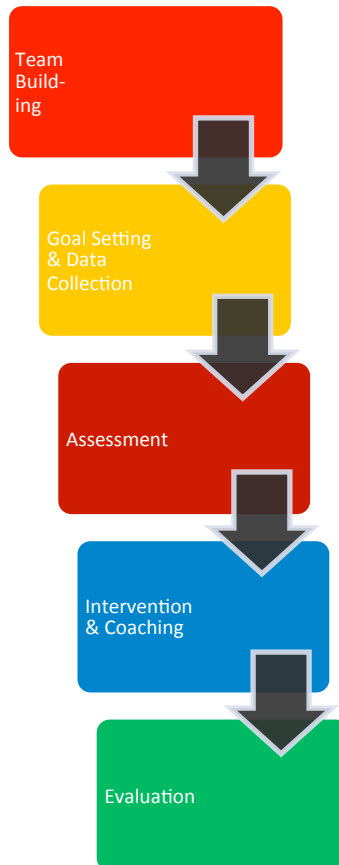 Team
Build-
ing
Goal Setting
& Data
Collection
Assessment
Intervention
& Coaching
Evaluation